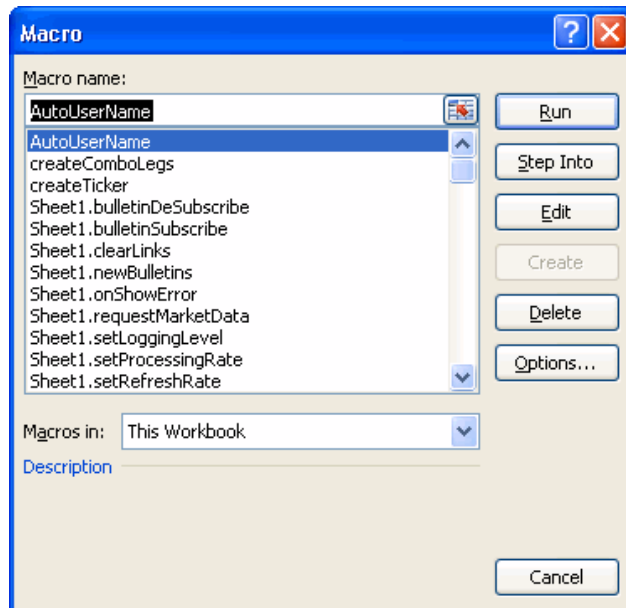 Macro
Macro name:
AutoUserName
AutoUserName
createComboLegs
createTicker
Sheet1.bulletinDeSubscribe
Sheet1.bulletinSubscribe
Sheet1.clearLinks
Sheet1.newBulletins
Sheet1.onShowError
Sheet1.requestMarketData
Sheet1.setLoggingLevel
Sheet1.setProcessingRate
Sheet1.setRefreshRate
Run
Step Into
Edit
Create
Delete
Options...
Macros in: This Workbook
Description
Cancel